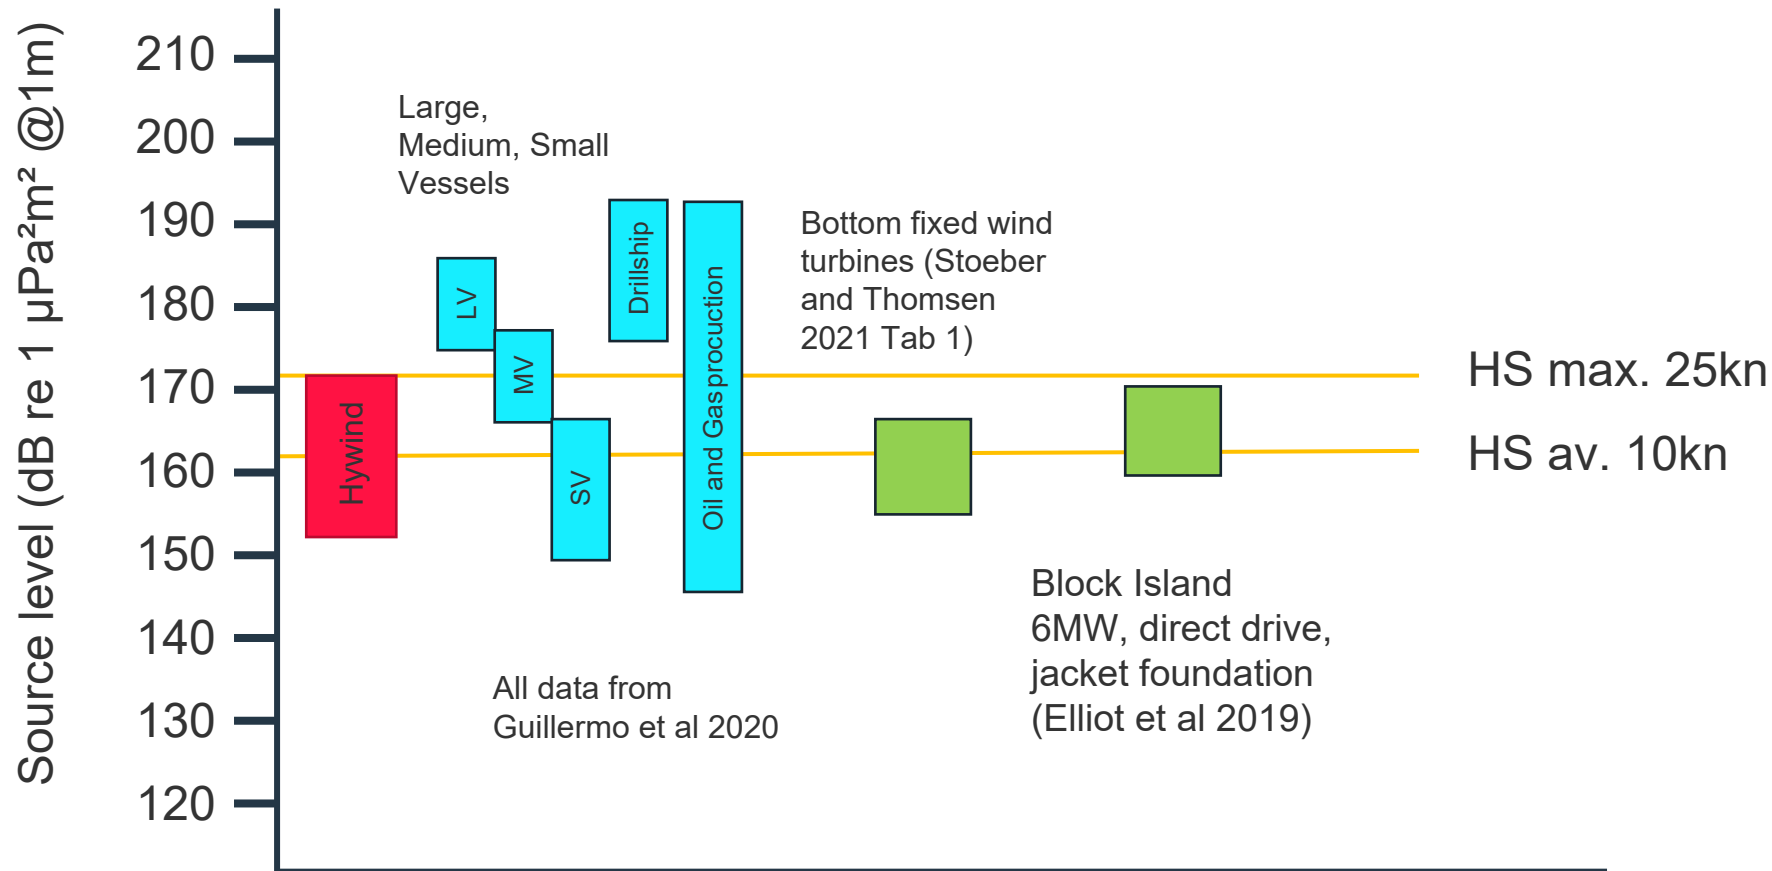 Source level (dB re 1 µPa²m² @1m)
210
200
190
180
170
160
150
140
130
120
Large,
Medium, Small
Vessels
Hywind
LV
MV
SV
Drillship
Oil and Gasprocuction
Bottom fixed wind
turbines (Stoeber
and Thomsen
2021 Tab 1)
HS max. 25kn
HS av. 10kn
Block Island
6MW, direct drive,
jacket foundation
(Elliot et al 2019)
All data from
Guillermo et al 2020